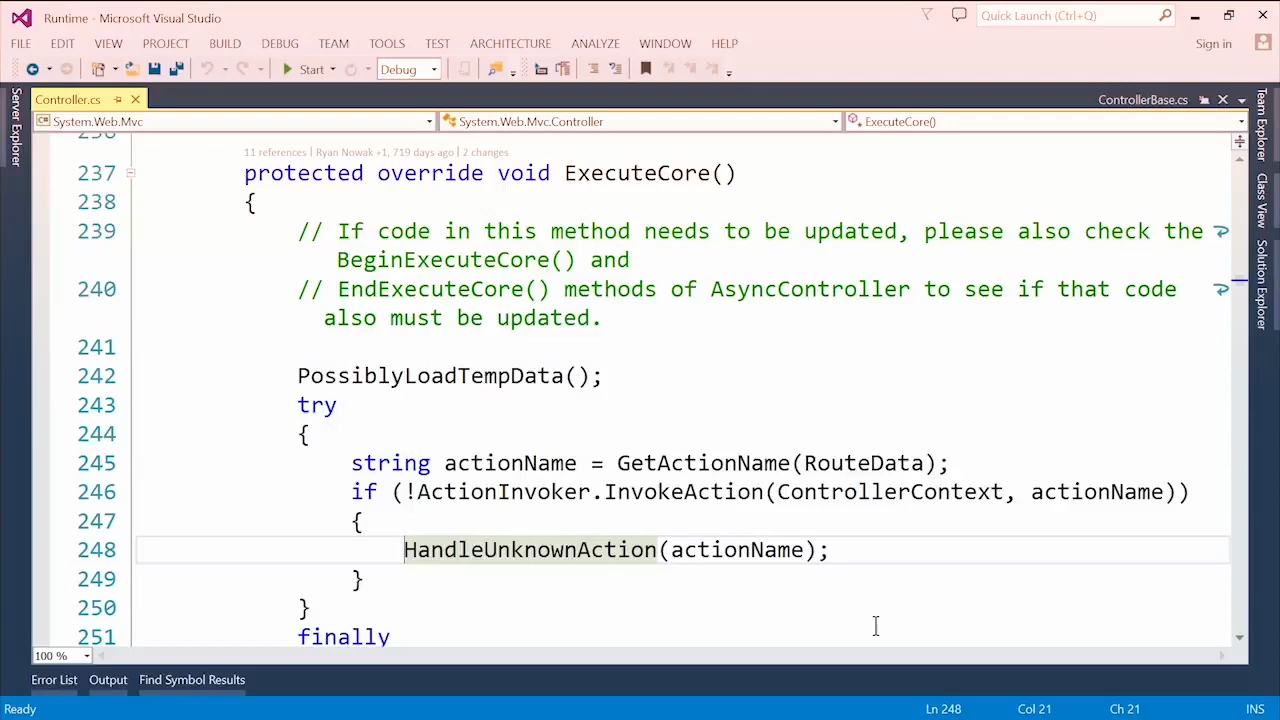 Runtime - Microsoft Visual Studio
Quick Launch (Ctrl+Q)
FILE EDIT VIEW PROJECT BUILD DEBUG TEAM TOOLS TEST ARCHITECTURE ANALYZE WINDOW HELP
Sign in
Start
Debug
Server Explorer
Controller.cs
ControllerBase.cs
System.Web.Mvc
System.Web.Mvc.Controller
ExecuteCore()
Team Explorer
Class View
Solution Explorer
236
11 references | Ryan Nowak +1, 719 days ago | 2 changes
237 protected override void ExecuteCore()
238 {
239 // If code in this method needs to be updated, please also check the
BeginExecuteCore() and
240 // EndExecuteCore() methods of AsyncController to see if that code
also must be updated.
241
242 PossiblyLoadTempData();
243 try
244 {
245 string actionName = GetActionName(RouteData);
246 if (!ActionInvoker.InvokeAction(ControllerContext, actionName))
247 {
248 HandleUnknownAction(actionName);
249 }
250 }
251 finally
100 %
Error List Output Find Symbol Results
Ready
Ln 248 Col 21 Ch 21 INS